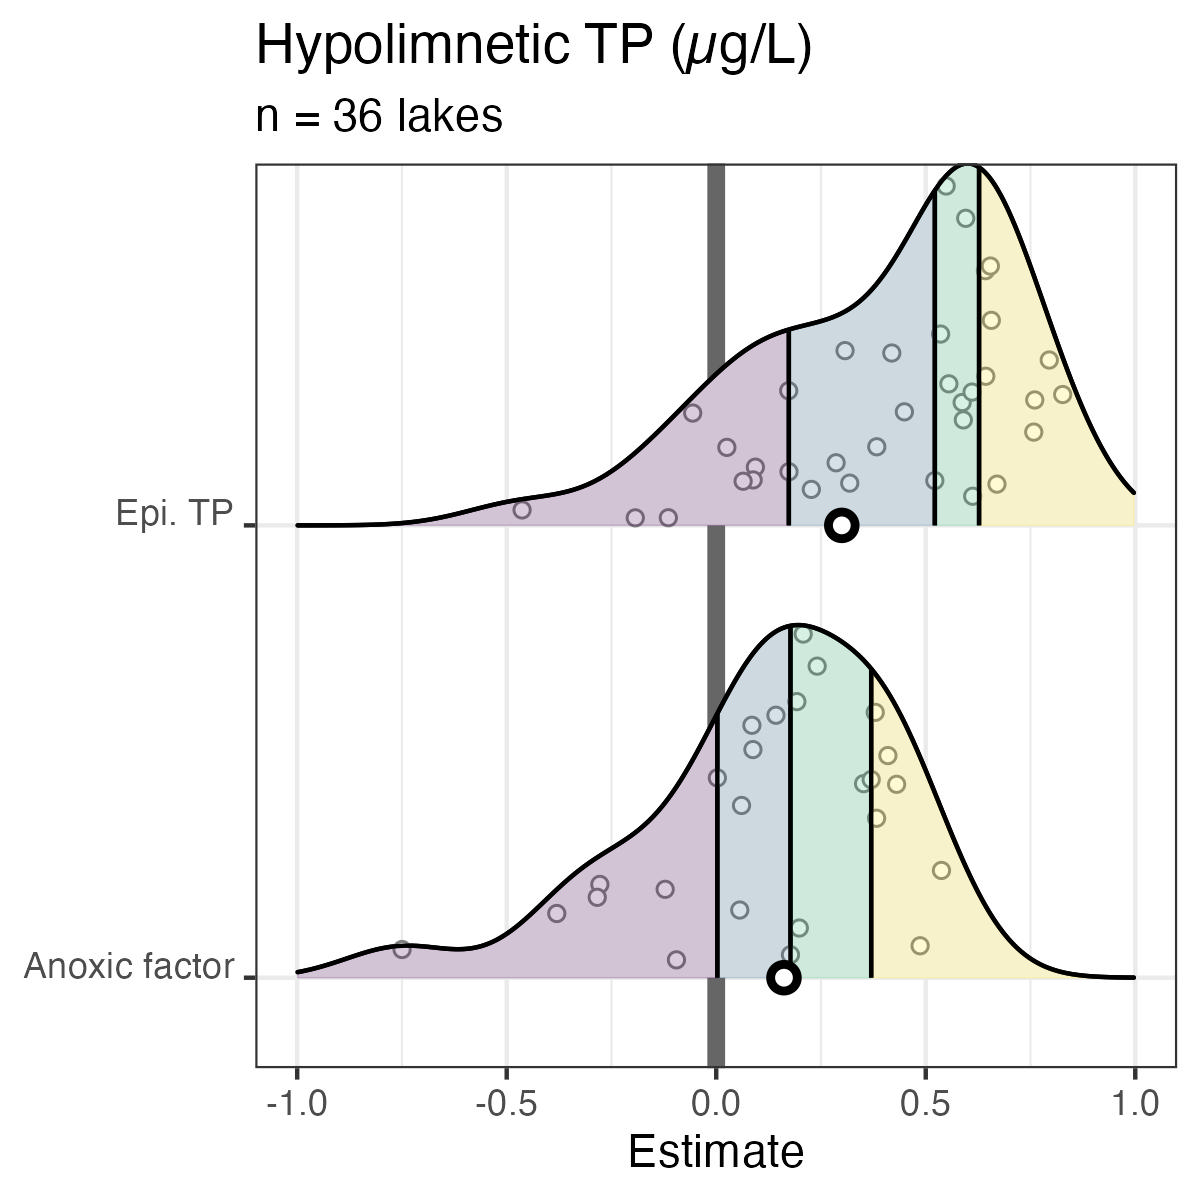 Hypolimnetic TP (µg/L)
n = 36 lakes
Epi. TP
Anoxic factor
-1.0 -0.5 0.0 0.5 1.0
Estimate